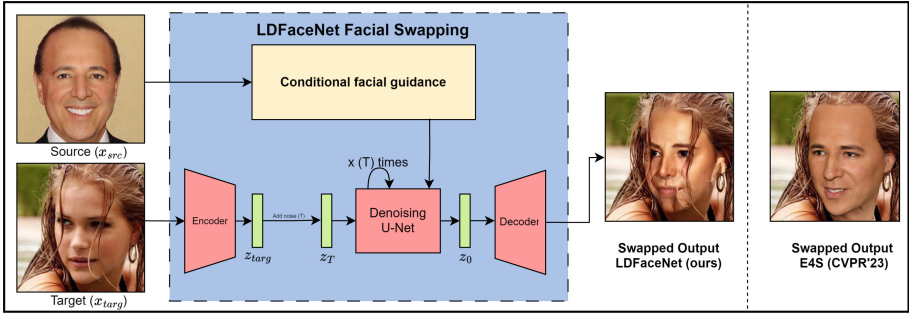 LDFaceNet Facial Swapping
Conditional facial guidance
Source (x_src)
x (T) times
Encoder
Add noise (T)
Denoising
U-Net
Decoder
z_targ
z_T
z_0
Target (x_targ)
Swapped Output
LDFaceNet (ours)
Swapped Output
E4S (CVPR'23)